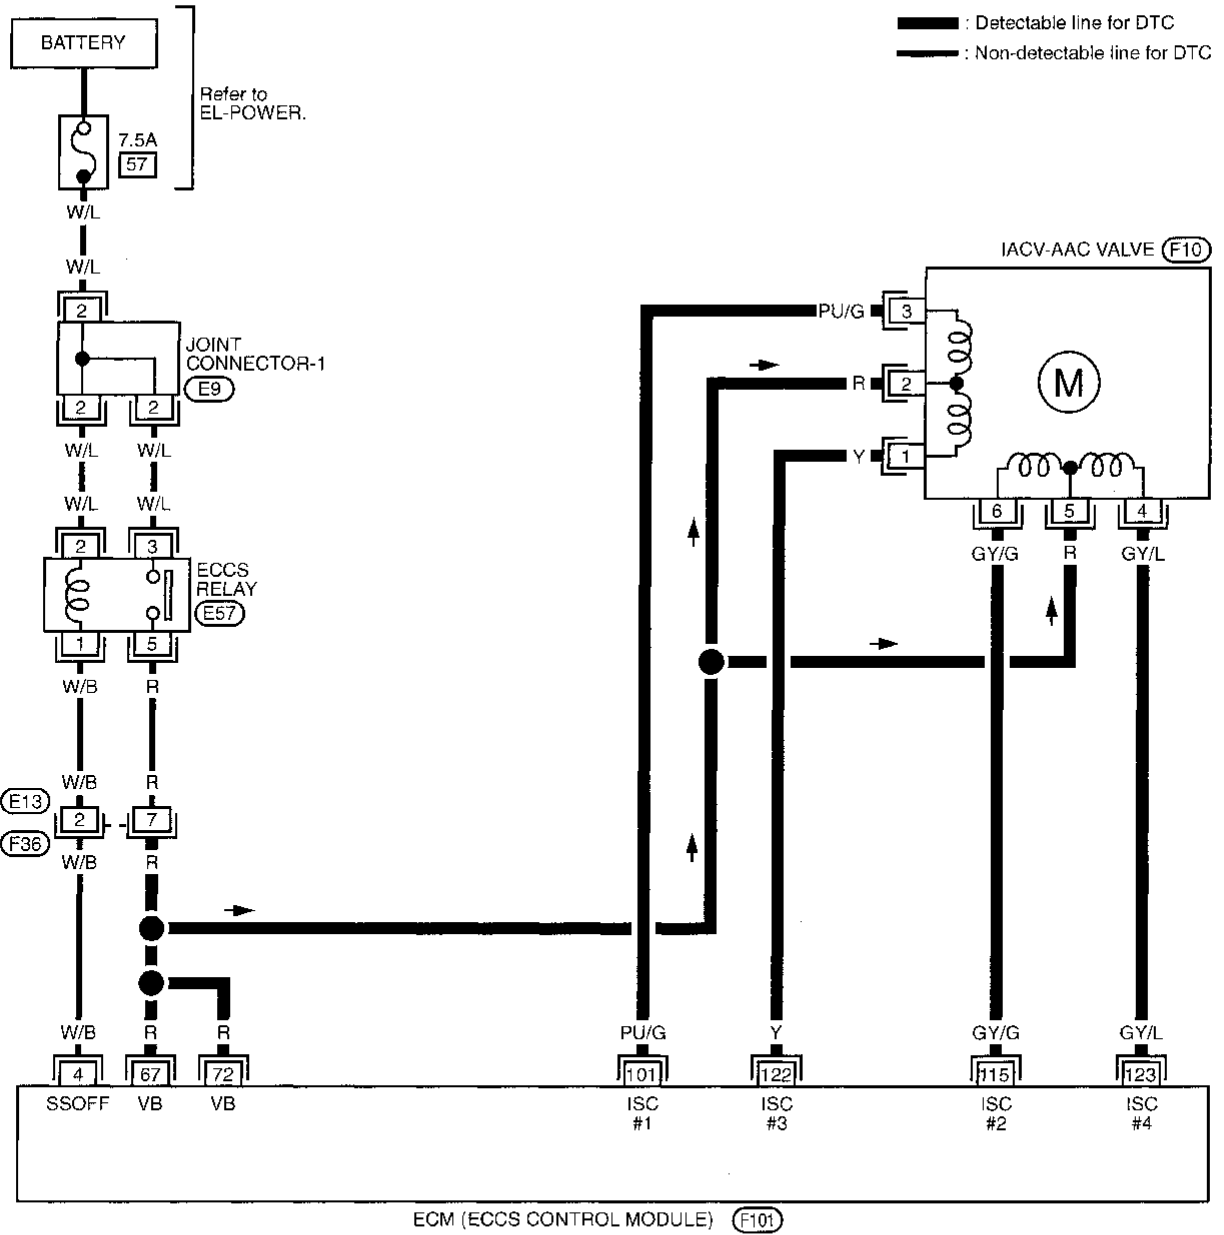 BATTERY
Refer to
EL-POWER.
7.5A
57
: Detectable line for DTC
: Non-detectable line for DTC
W/L
W/L
2
JOINT
CONNECTOR-1
E9
2 2
W/L W/L
W/L W/L
2 3
ECCS
RELAY
E57
1 5
W/B R
W/B R
E13
2 7
F36
W/B R
IACV-AAC VALVE F10
PU/G 3
R 2
M
Y 1
6 5 4
GY/G R GY/L
W/B R R PU/G Y GY/G GY/L
4 67 72 101 122 115 123
SSOFF VB VB ISC ISC ISC ISC
#1 #3 #2 #4
ECM (ECCS CONTROL MODULE) F101